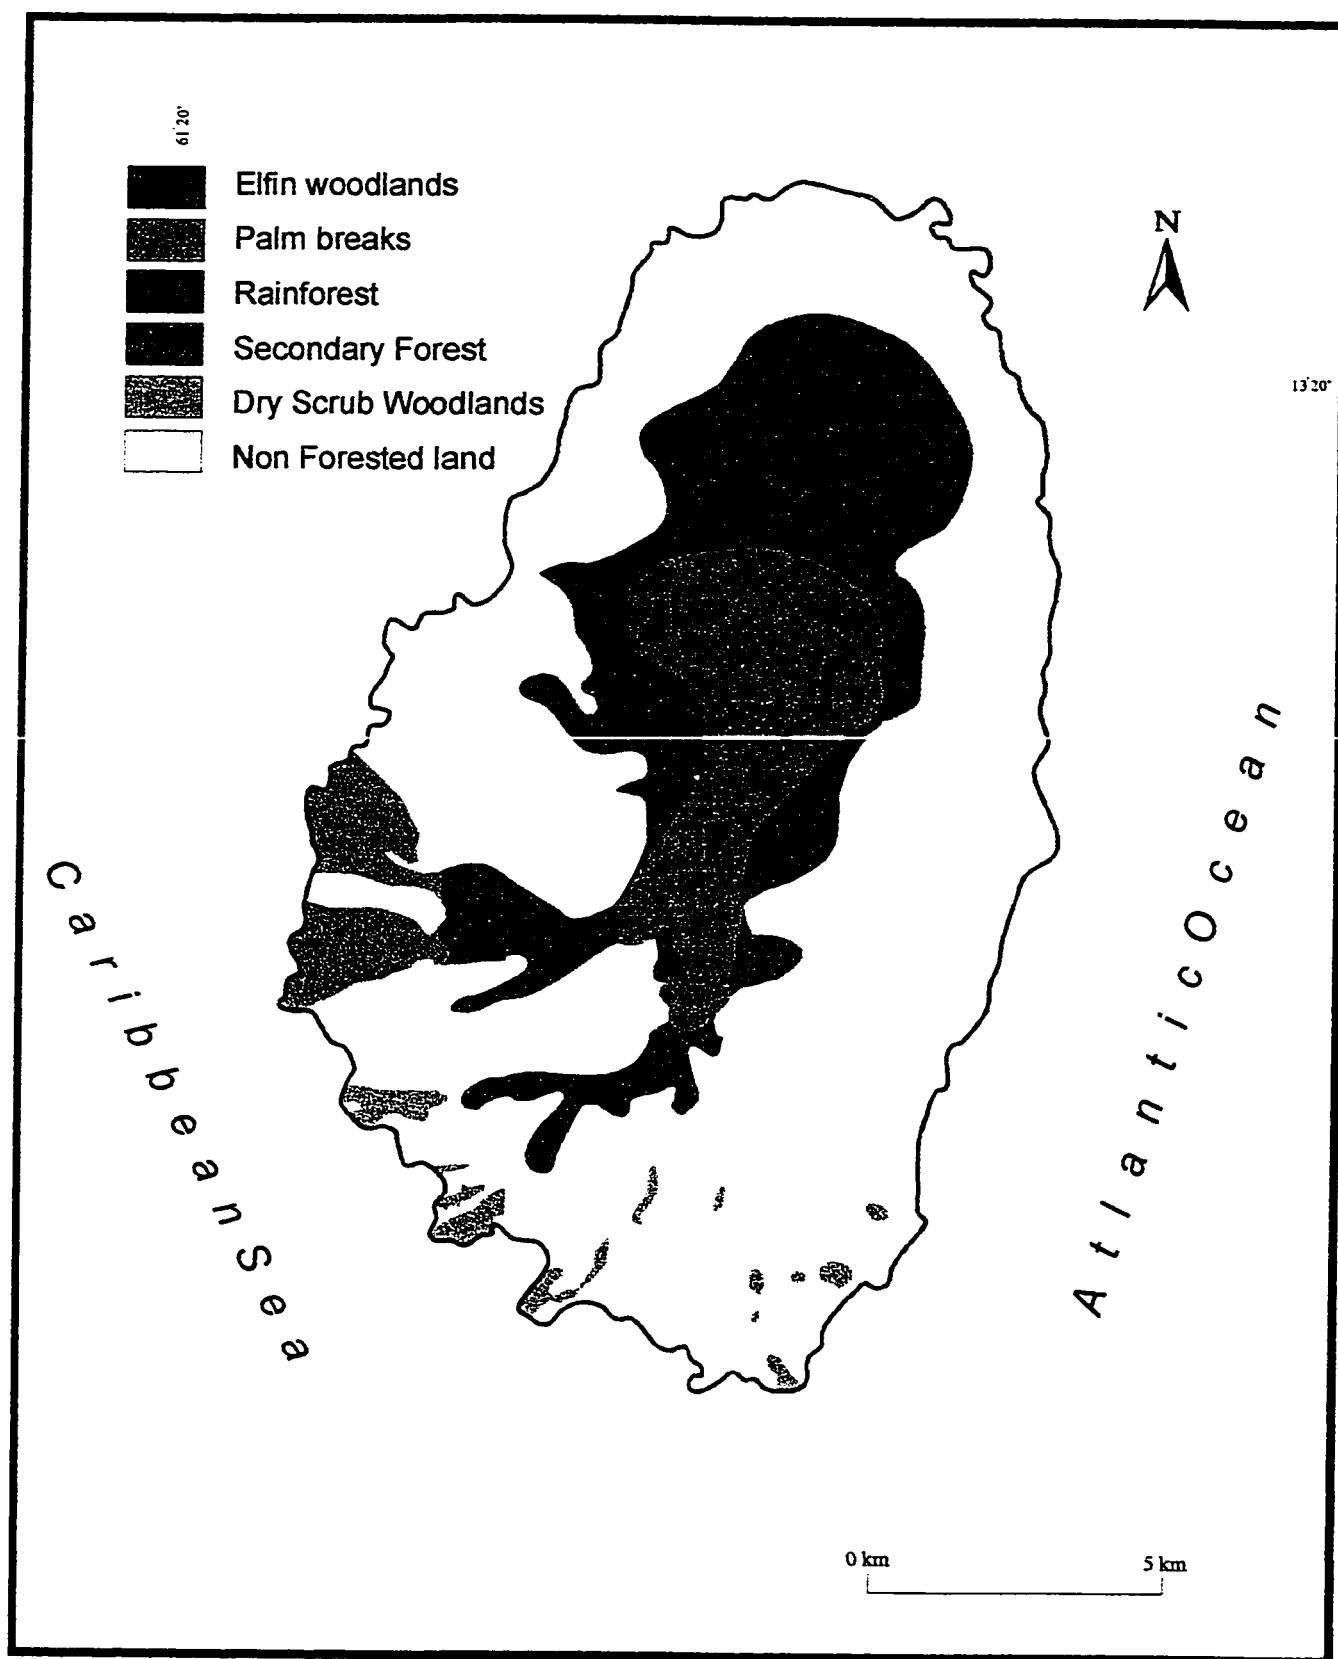 61°20'
Elfin woodlands
Palm breaks
Rainforest
Secondary Forest
Dry Scrub Woodlands
Non Forested land
N
13°20"
Caribbean Sea
Atlantic Ocean
0 km
5 km